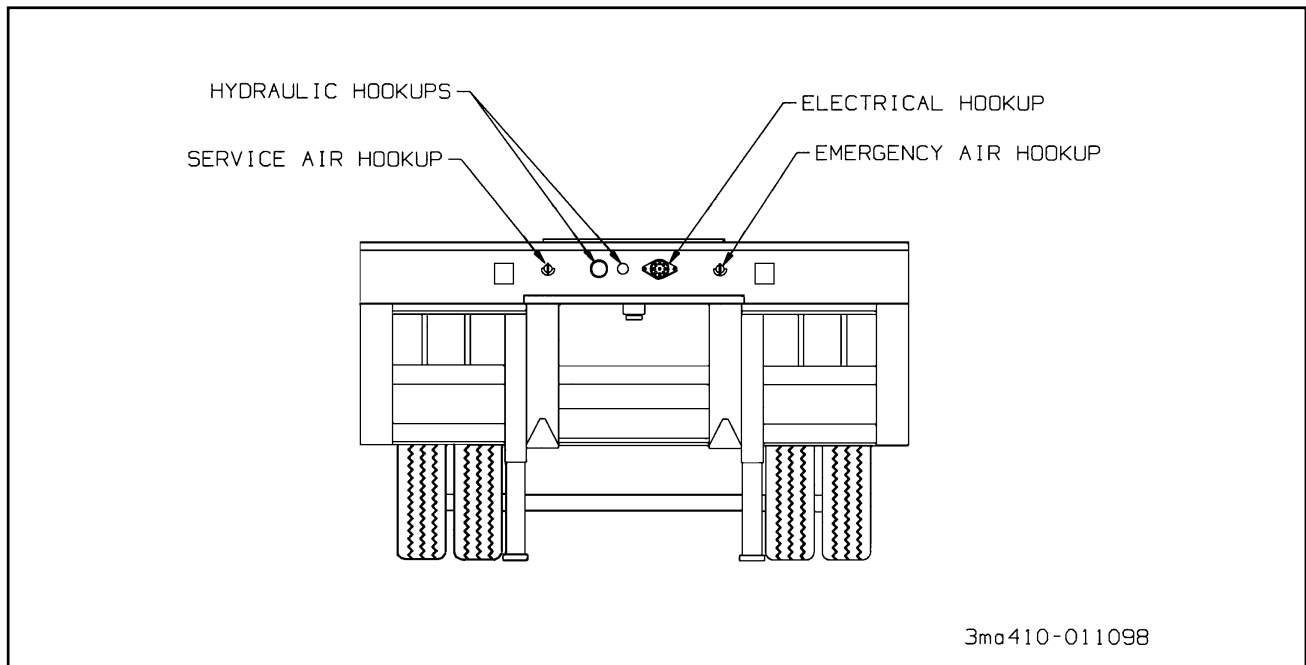 HYDRAULIC HOOKUPS
ELECTRICAL HOOKUP
SERVICE AIR HOOKUP
EMERGENCY AIR HOOKUP
3ma410-011098